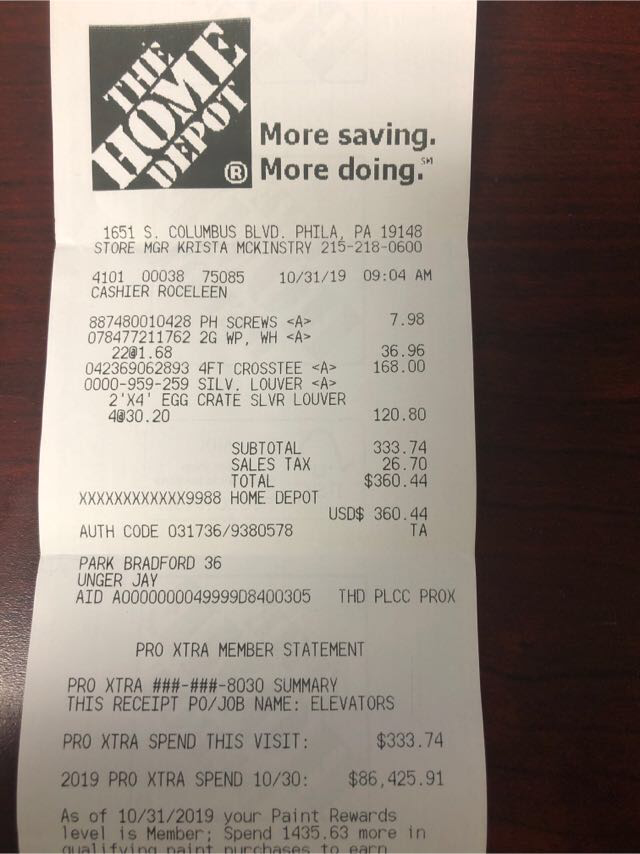 THE
HOME
DEPOT
®
More saving.
More doing.℠
1651 S. COLUMBUS BLVD. PHILA, PA 19148
STORE MGR KRISTA MCKINSTRY 215-218-0600
4101 00038 75085 10/31/19 09:04 AM
CASHIER ROCELEEN
887480010428 PH SCREWS <A> 7.98
078477211762 2G WP, WH <A>
22@1.68 36.96
042369062893 4FT CROSSTEE <A> 168.00
0000-959-259 SILV. LOUVER <A>
2'X4' EGG CRATE SLVR LOUVER
4@30.20 120.80
SUBTOTAL 333.74
SALES TAX 26.70
TOTAL $360.44
XXXXXXXXXXXX9988 HOME DEPOT
USD$ 360.44
AUTH CODE 031736/9380578 TA
PARK BRADFORD 36
UNGER JAY
AID A0000000049999D8400305 THD PLCC PROX
PRO XTRA MEMBER STATEMENT
PRO XTRA ###-###-8030 SUMMARY
THIS RECEIPT PO/JOB NAME: ELEVATORS
PRO XTRA SPEND THIS VISIT: $333.74
2019 PRO XTRA SPEND 10/30: $86,425.91
As of 10/31/2019 your Paint Rewards
level is Member; Spend 1435.63 more in
qualifying paint purchases to earn